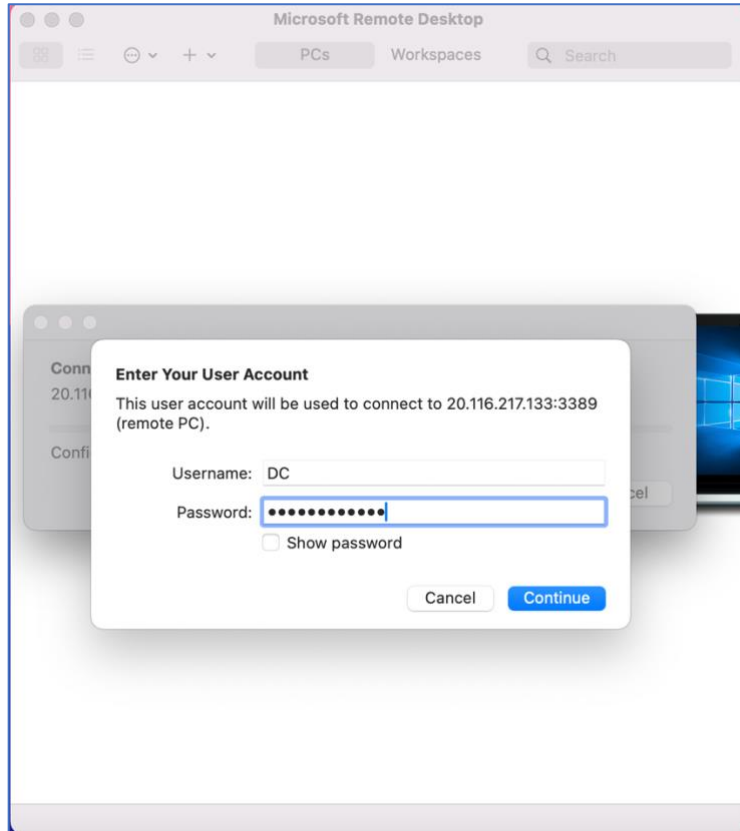 Microsoft Remote Desktop
PCs Workspaces Search
Enter Your User Account
This user account will be used to connect to 20.116.217.133:3389
(remote PC).
Username: DC
Password: ••••••••••••
Show password
Cancel Continue